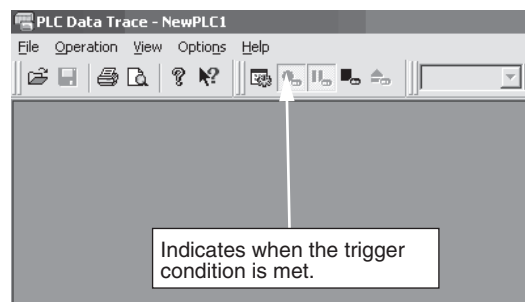 PLC Data Trace - NewPLC1
File Operation View Options Help
Indicates when the trigger
condition is met.